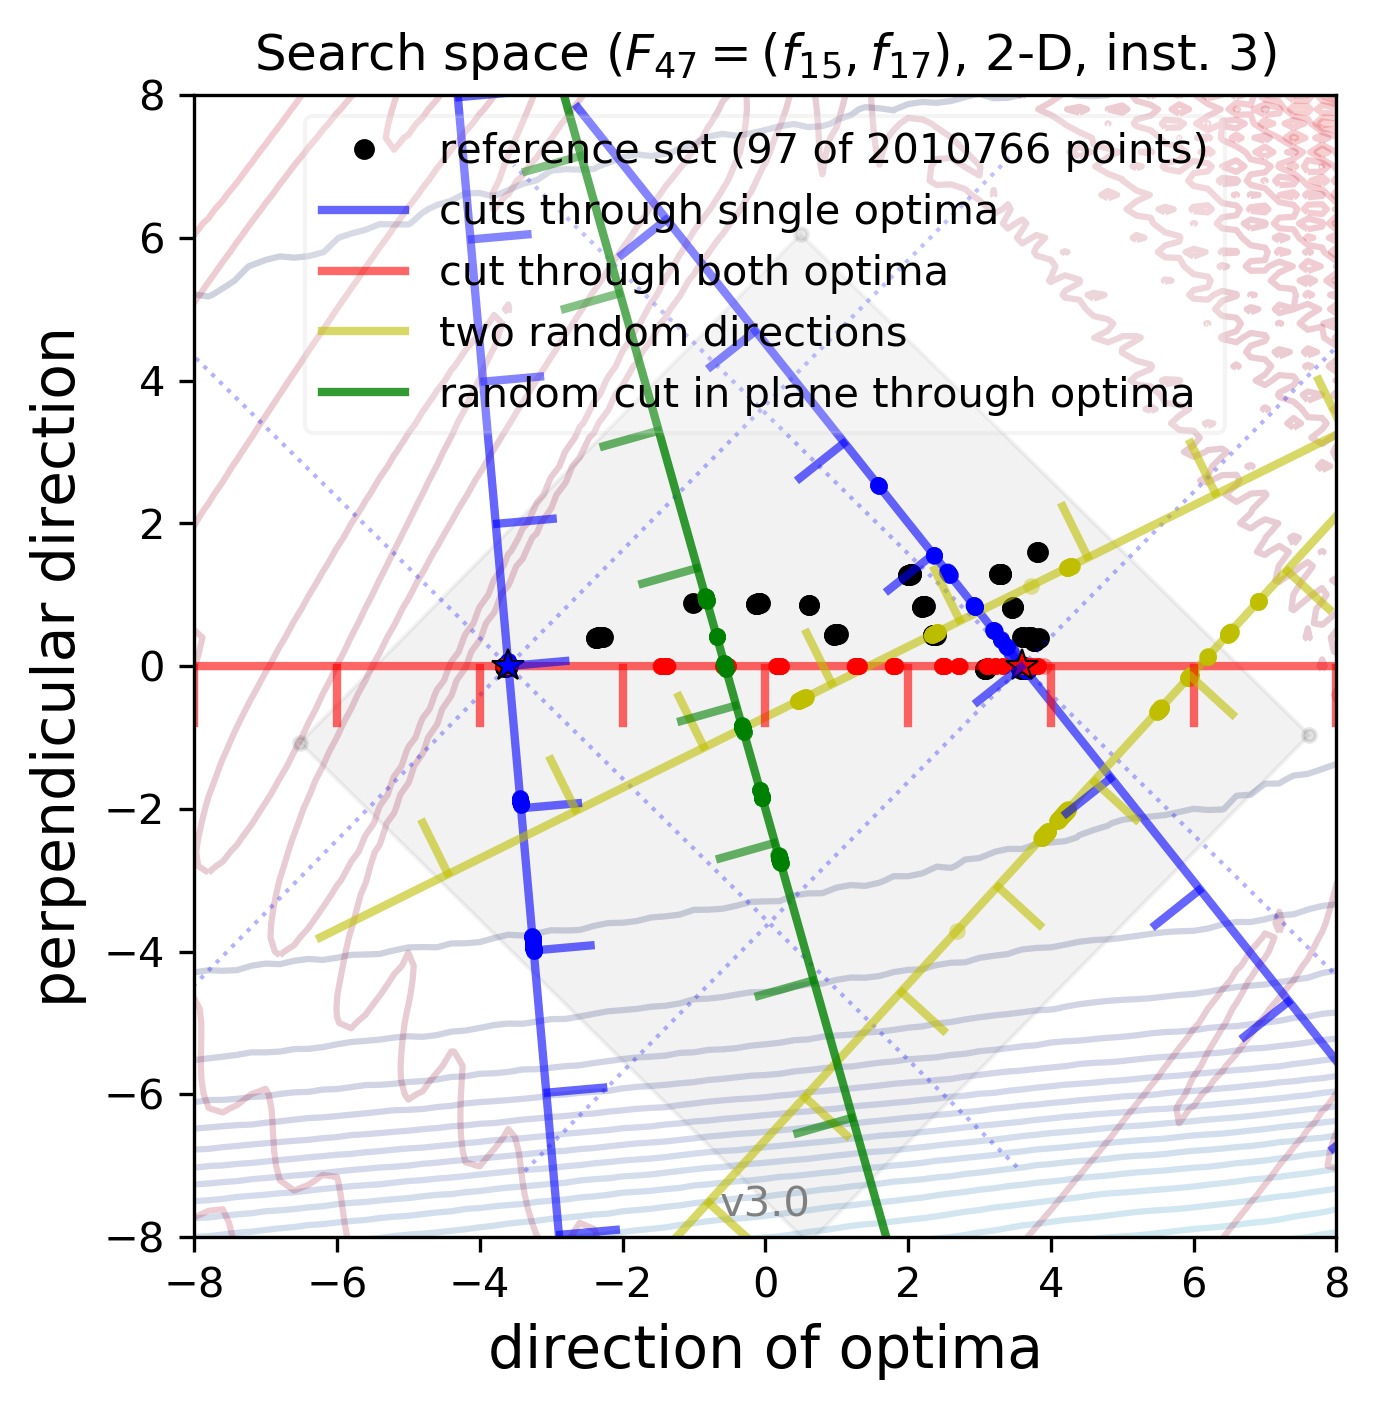 Search space (F₄₇ = (f₁₅, f₁₇), 2-D, inst. 3)
reference set (97 of 2010766 points)
cuts through single optima
cut through both optima
two random directions
random cut in plane through optima
perpendicular direction
8
6
4
2
0
−2
−4
−6
−8
v3.0
−8 −6 −4 −2 0 2 4 6 8
direction of optima